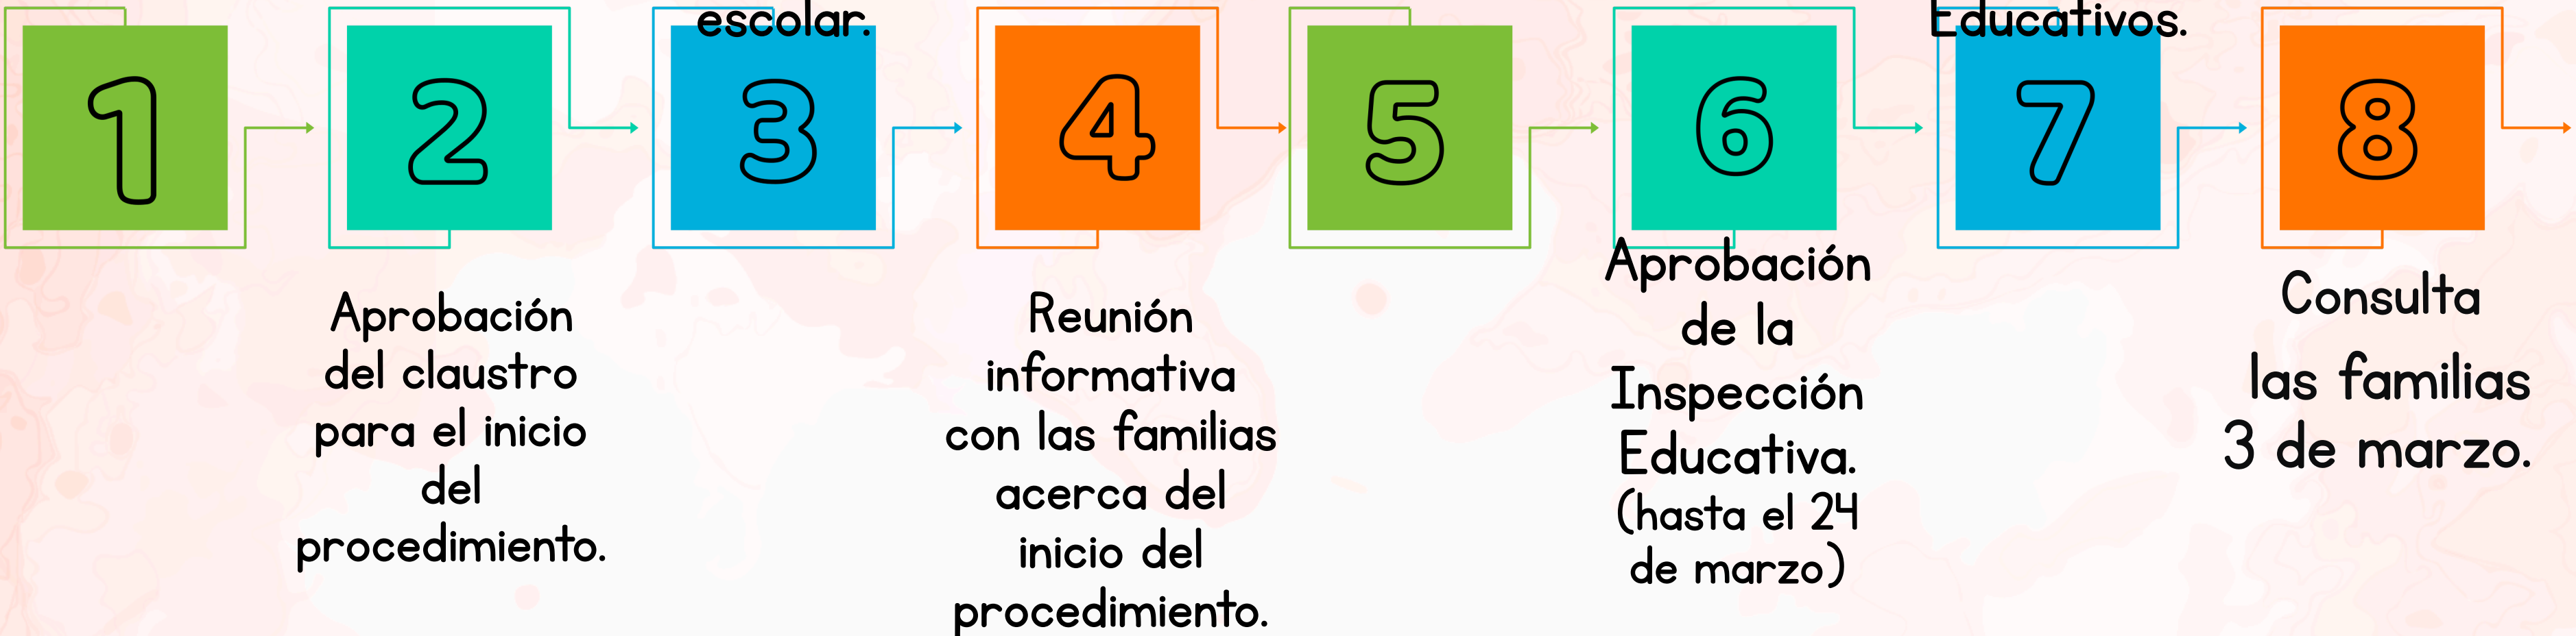 escolar.
Educativos.
1
2
3
4
5
6
7
8
Aprobación
del claustro
para el inicio
del
procedimiento.
Reunión
informativa
con las familias
acerca del
inicio del
procedimiento.
Aprobación
de la
Inspección
Educativa.
(hasta el 24
de marzo)
Consulta
las familias
3 de marzo.